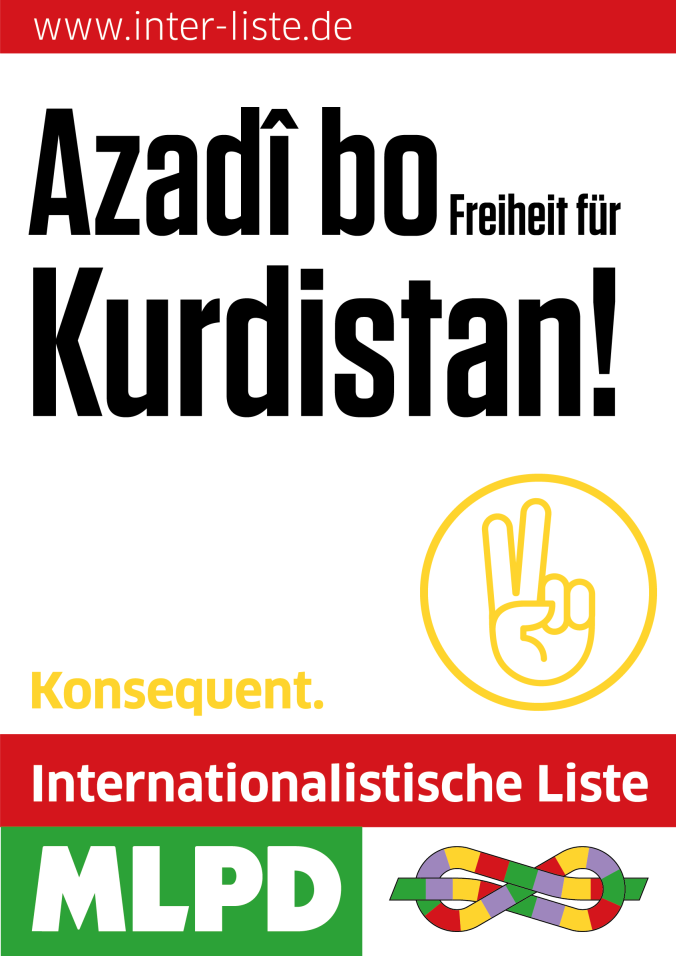 www.inter-liste.de
Azadî bo Freiheit für
Kurdistan!
Konsequent.
Internationalistische Liste
MLPD